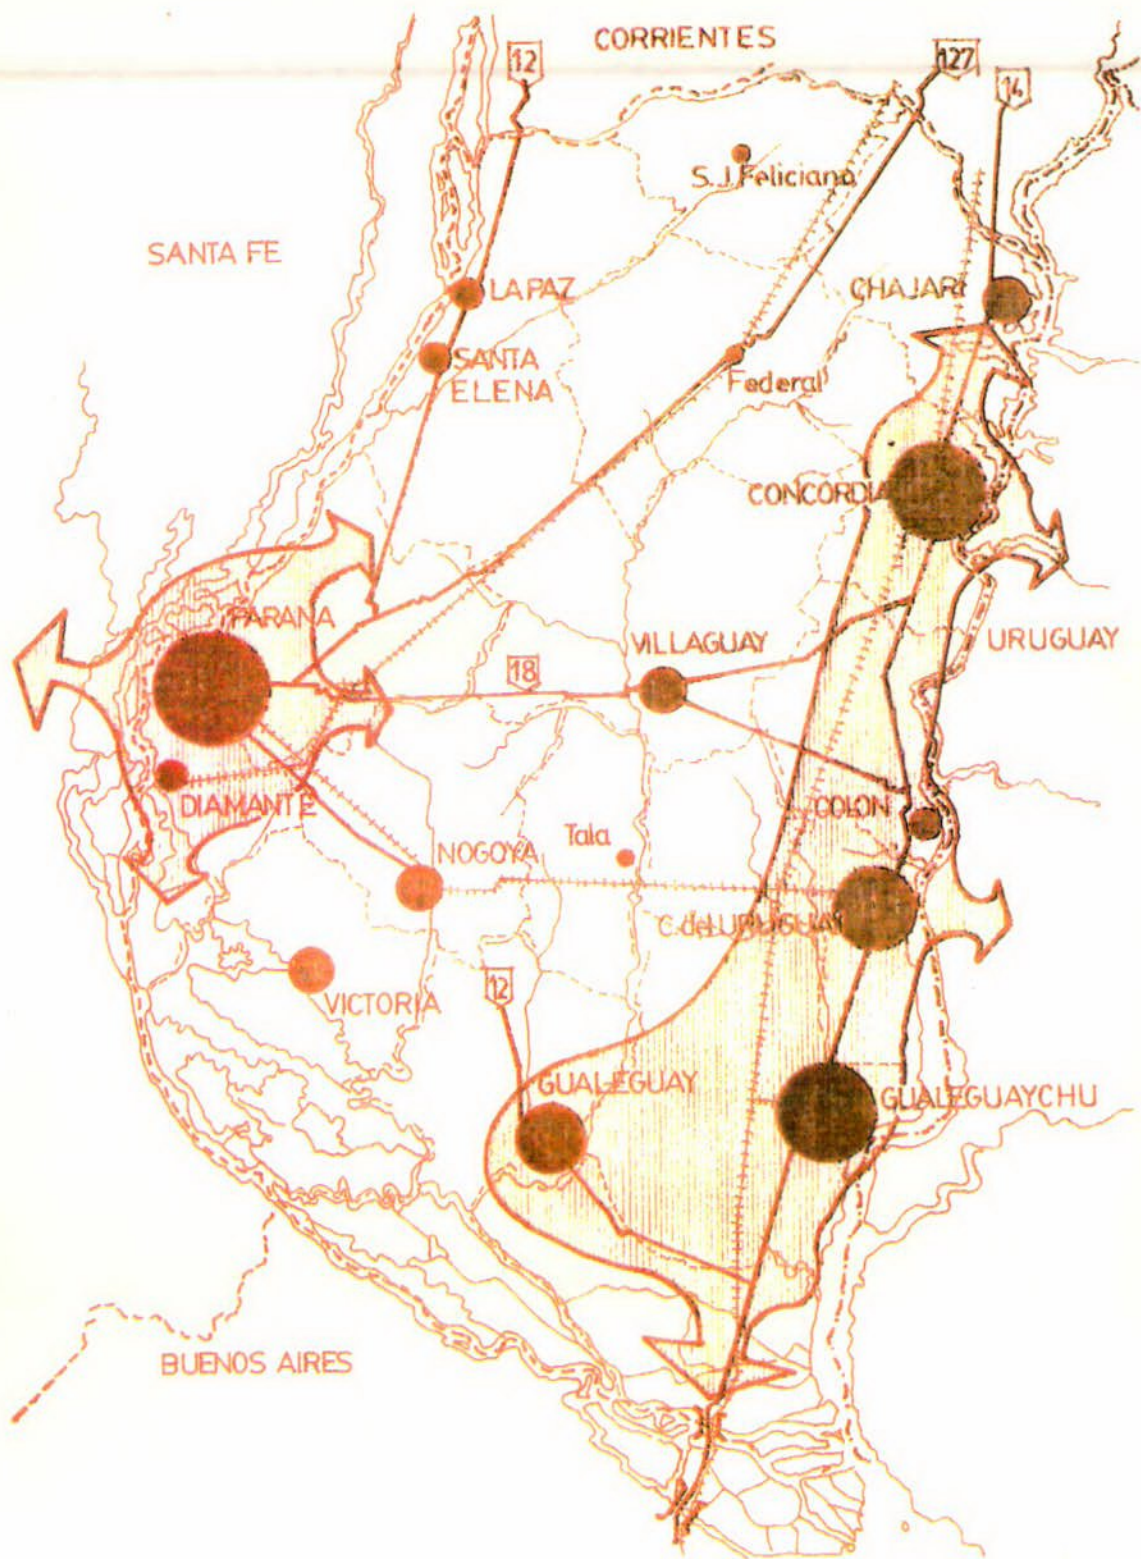 CORRIENTES
12
127
14
S. J. Feliciana
SANTA FE
LA PAZ
CHAJARI
SANTA
ELENA
Federal
CONCORDIA
PARANA
VILLAGUAY
URUGUAY
18
DIAMANTE
COLON
NOGOYA
Tala
C. del URUGUAY
VICTORIA
12
GUALEGUAY
GUALEGUAYCHU
BUENOS AIRES